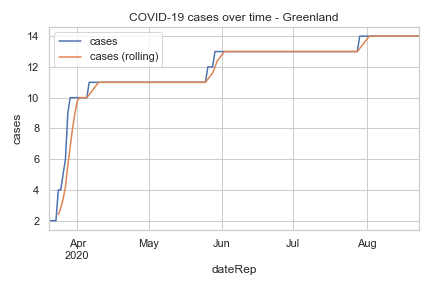 COVID-19 cases over time - Greenland
cases
cases (rolling)
14
12
10
8
6
4
2
cases
Apr
2020
May
Jun
Jul
Aug
dateRep